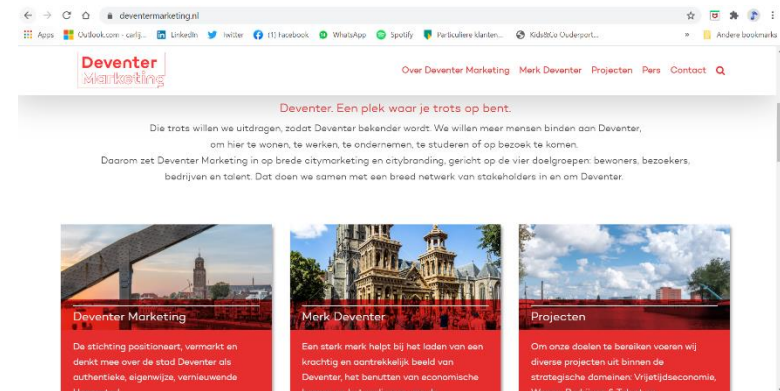 deventermarketing.nl
Apps Outlook.com - carlij... LinkedIn Twitter (1) Facebook WhatsApp Spotify Particuliere klanten... Kids&Co Ouderport... » Andere bookmarks
Deventer
Marketing
Over Deventer Marketing Merk Deventer Projecten Pers Contact
Deventer. Een plek waar je trots op bent.
Die trots willen we uitdragen, zodat Deventer bekender wordt. We willen meer mensen binden aan Deventer,
om hier te wonen, te werken, te ondernemen, te studeren of op bezoek te komen.
Daarom zet Deventer Marketing in op brede citymarketing en citybranding, gericht op de vier doelgroepen: bewoners, bezoekers,
bedrijven en talent. Dat doen we samen met een breed netwerk van stakeholders in en om Deventer.
Deventer Marketing
De stichting positioneert, vermarkt en
denkt mee over de stad Deventer als
authentieke, eigenwijze, vernieuwende
Merk Deventer
Een sterk merk helpt bij het laden van een
krachtig en aantrekkelijk beeld van
Deventer, het benutten van economische
Projecten
Om onze doelen te bereiken voeren wij
diverse projecten uit binnen de
strategische domeinen: Vrijetijdseconomie,